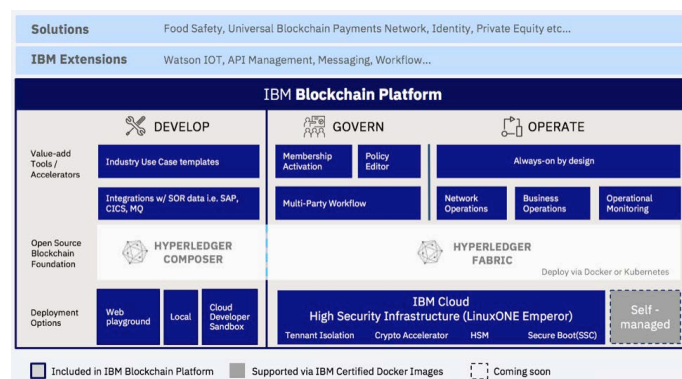 Solutions
Food Safety, Universal Blockchain Payments Network, Identity, Private Equity etc...
IBM Extensions
Watson IOT, API Management, Messaging, Workflow...
IBM Blockchain Platform
DEVELOP
GOVERN
OPERATE
Value-add
Tools /
Accelerators
Industry Use Case templates
Membership
Activation
Policy
Editor
Always-on by design
Integrations w/ SOR data i.e. SAP,
CICS, MQ
Multi-Party Workflow
Network
Operations
Business
Operations
Operational
Monitoring
Open Source
Blockchain
Foundation
HYPERLEDGER
COMPOSER
HYPERLEDGER
FABRIC
Deploy via Docker or Kubernetes
Deployment
Options
Web
playground
Local
Cloud
Developer
Sandbox
IBM Cloud
High Security Infrastructure (LinuxONE Emperor)
Tennant Isolation
Crypto Accelerator
HSM
Secure Boot(SSC)
Self -
managed
Included in IBM Blockchain Platform
Supported via IBM Certified Docker Images
Coming soon